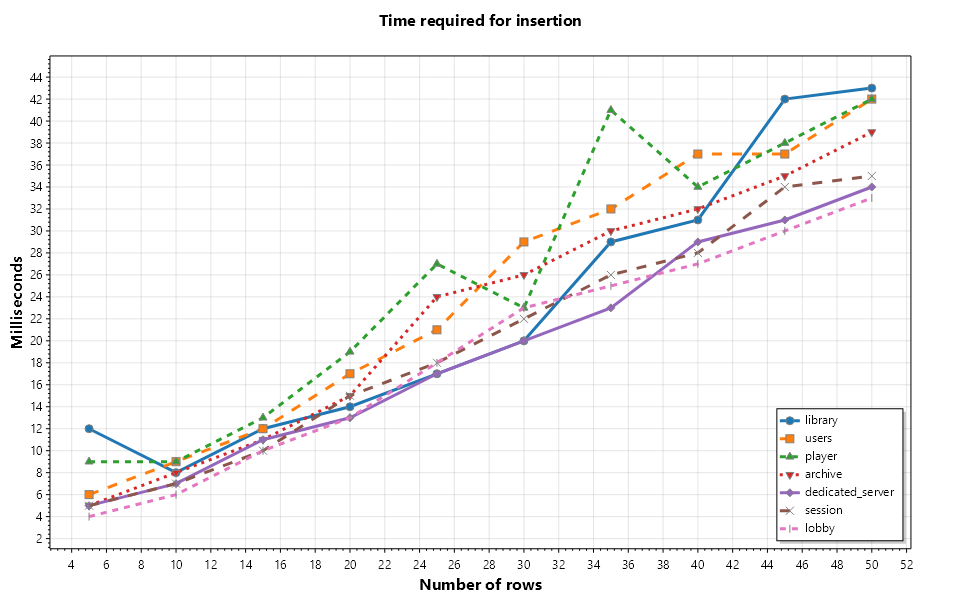 Time required for insertion
Milliseconds
44
42
40
38
36
34
32
30
28
26
24
22
20
18
16
14
12
10
8
6
4
2
4 6 8 10 12 14 16 18 20 22 24 26 28 30 32 34 36 38 40 42 44 46 48 50 52
Number of rows
library
users
player
archive
dedicated_server
session
lobby